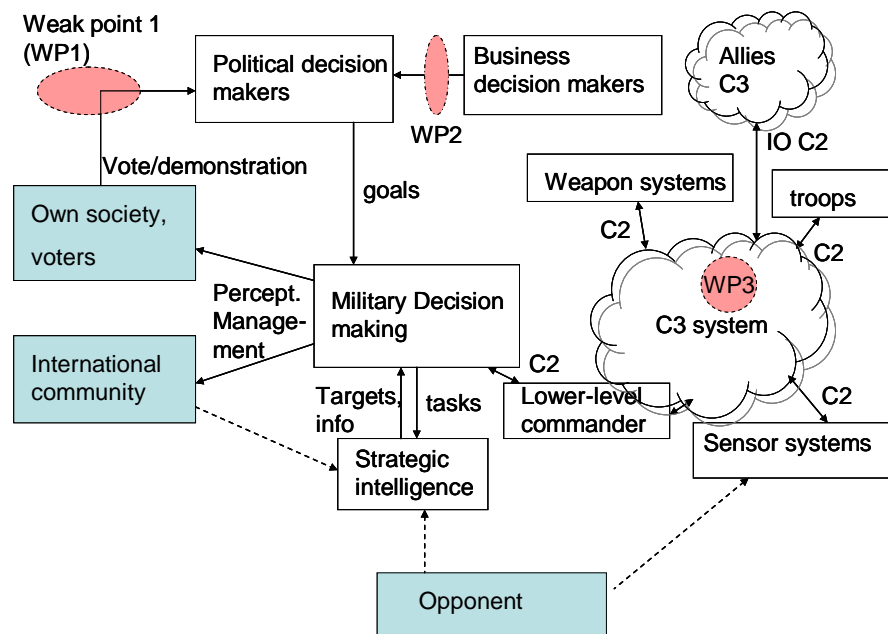 Weak point 1
(WP1)
Political decision
makers
Business
decision makers
WP2
Allies
C3
IO C2
Vote/demonstration
goals
Weapon systems
troops
Own society,
voters
C2
C2
WP3
C3 system
Percept.
Manage-
ment
Military Decision
making
International
community
C2
Targets,
info
tasks
Lower-level
commander
C2
Sensor systems
Strategic
intelligence
Opponent